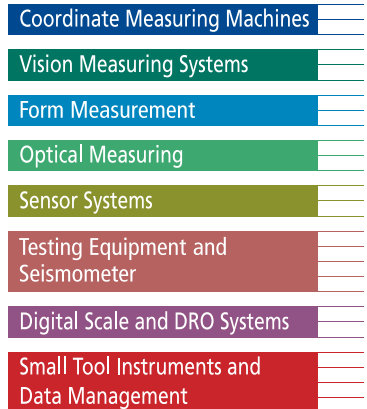 Coordinate Measuring Machines
Vision Measuring Systems
Form Measurement
Optical Measuring
Sensor Systems
Testing Equipment and
Seismometer
Digital Scale and DRO Systems
Small Tool Instruments and
Data Management